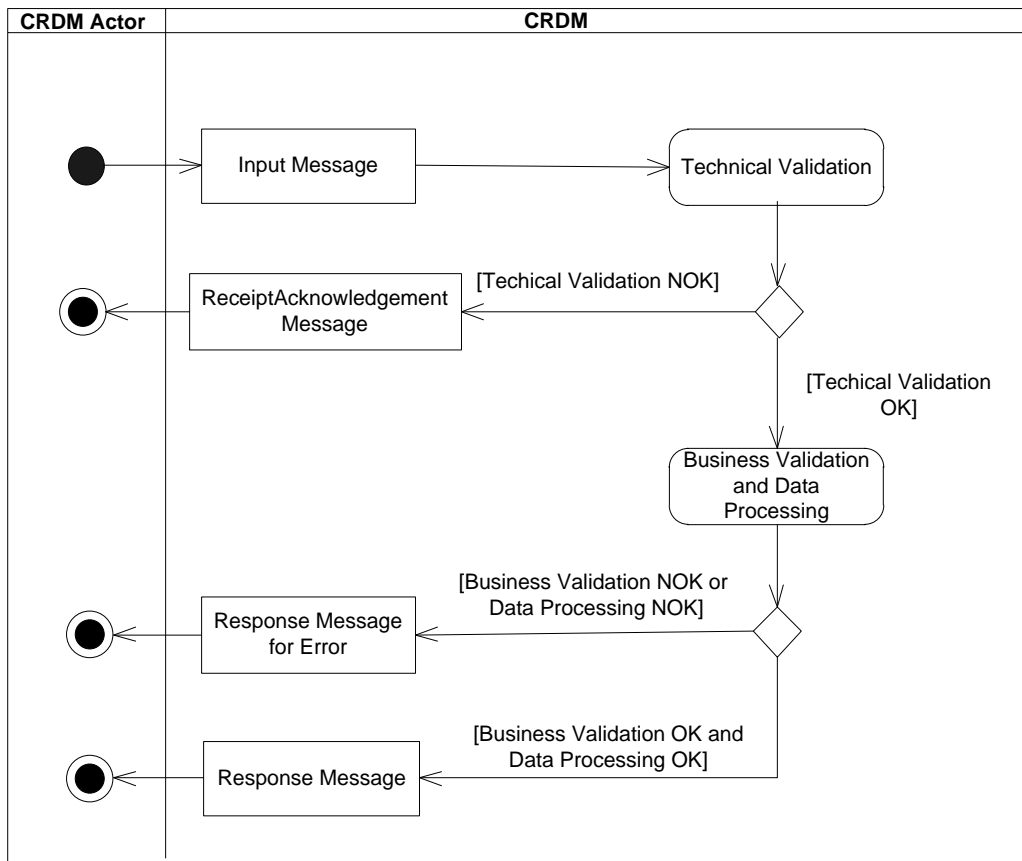 CRDM Actor
CRDM
Input Message
Technical Validation
[Techical Validation NOK]
ReceiptAcknowledgement
Message
[Techical Validation
OK]
Business Validation
and Data
Processing
[Business Validation NOK or
Data Processing NOK]
Response Message
for Error
[Business Validation OK and
Data Processing OK]
Response Message